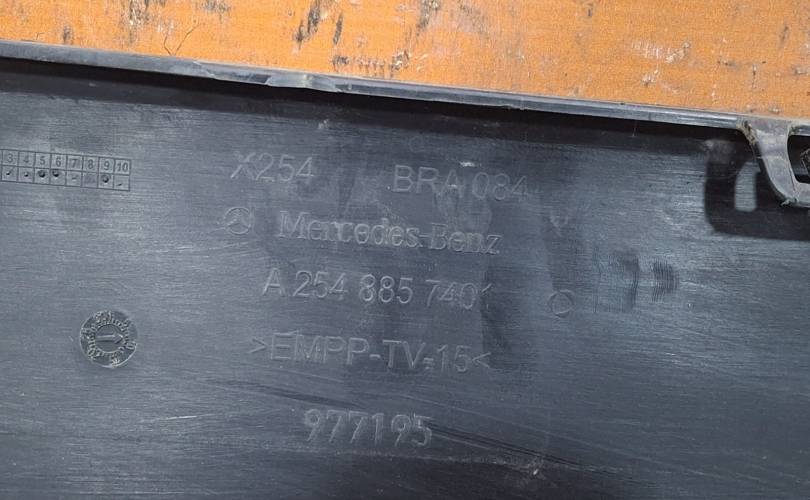 3 4 5 6 7 8 9 10
X254 BRA 084
Mercedes-Benz
A 254 885 7401
>EMPP-TV-15<
977195